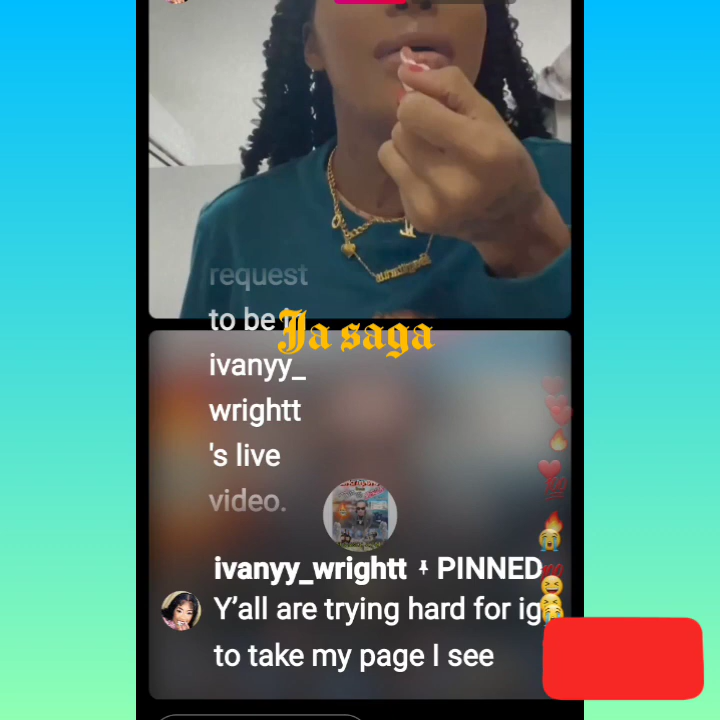 request
to be
ivanyy_
wrightt
's live
video.
Ja saga
ivanyy_wrightt PINNED
Y’all are trying hard for ig
to take my page I see